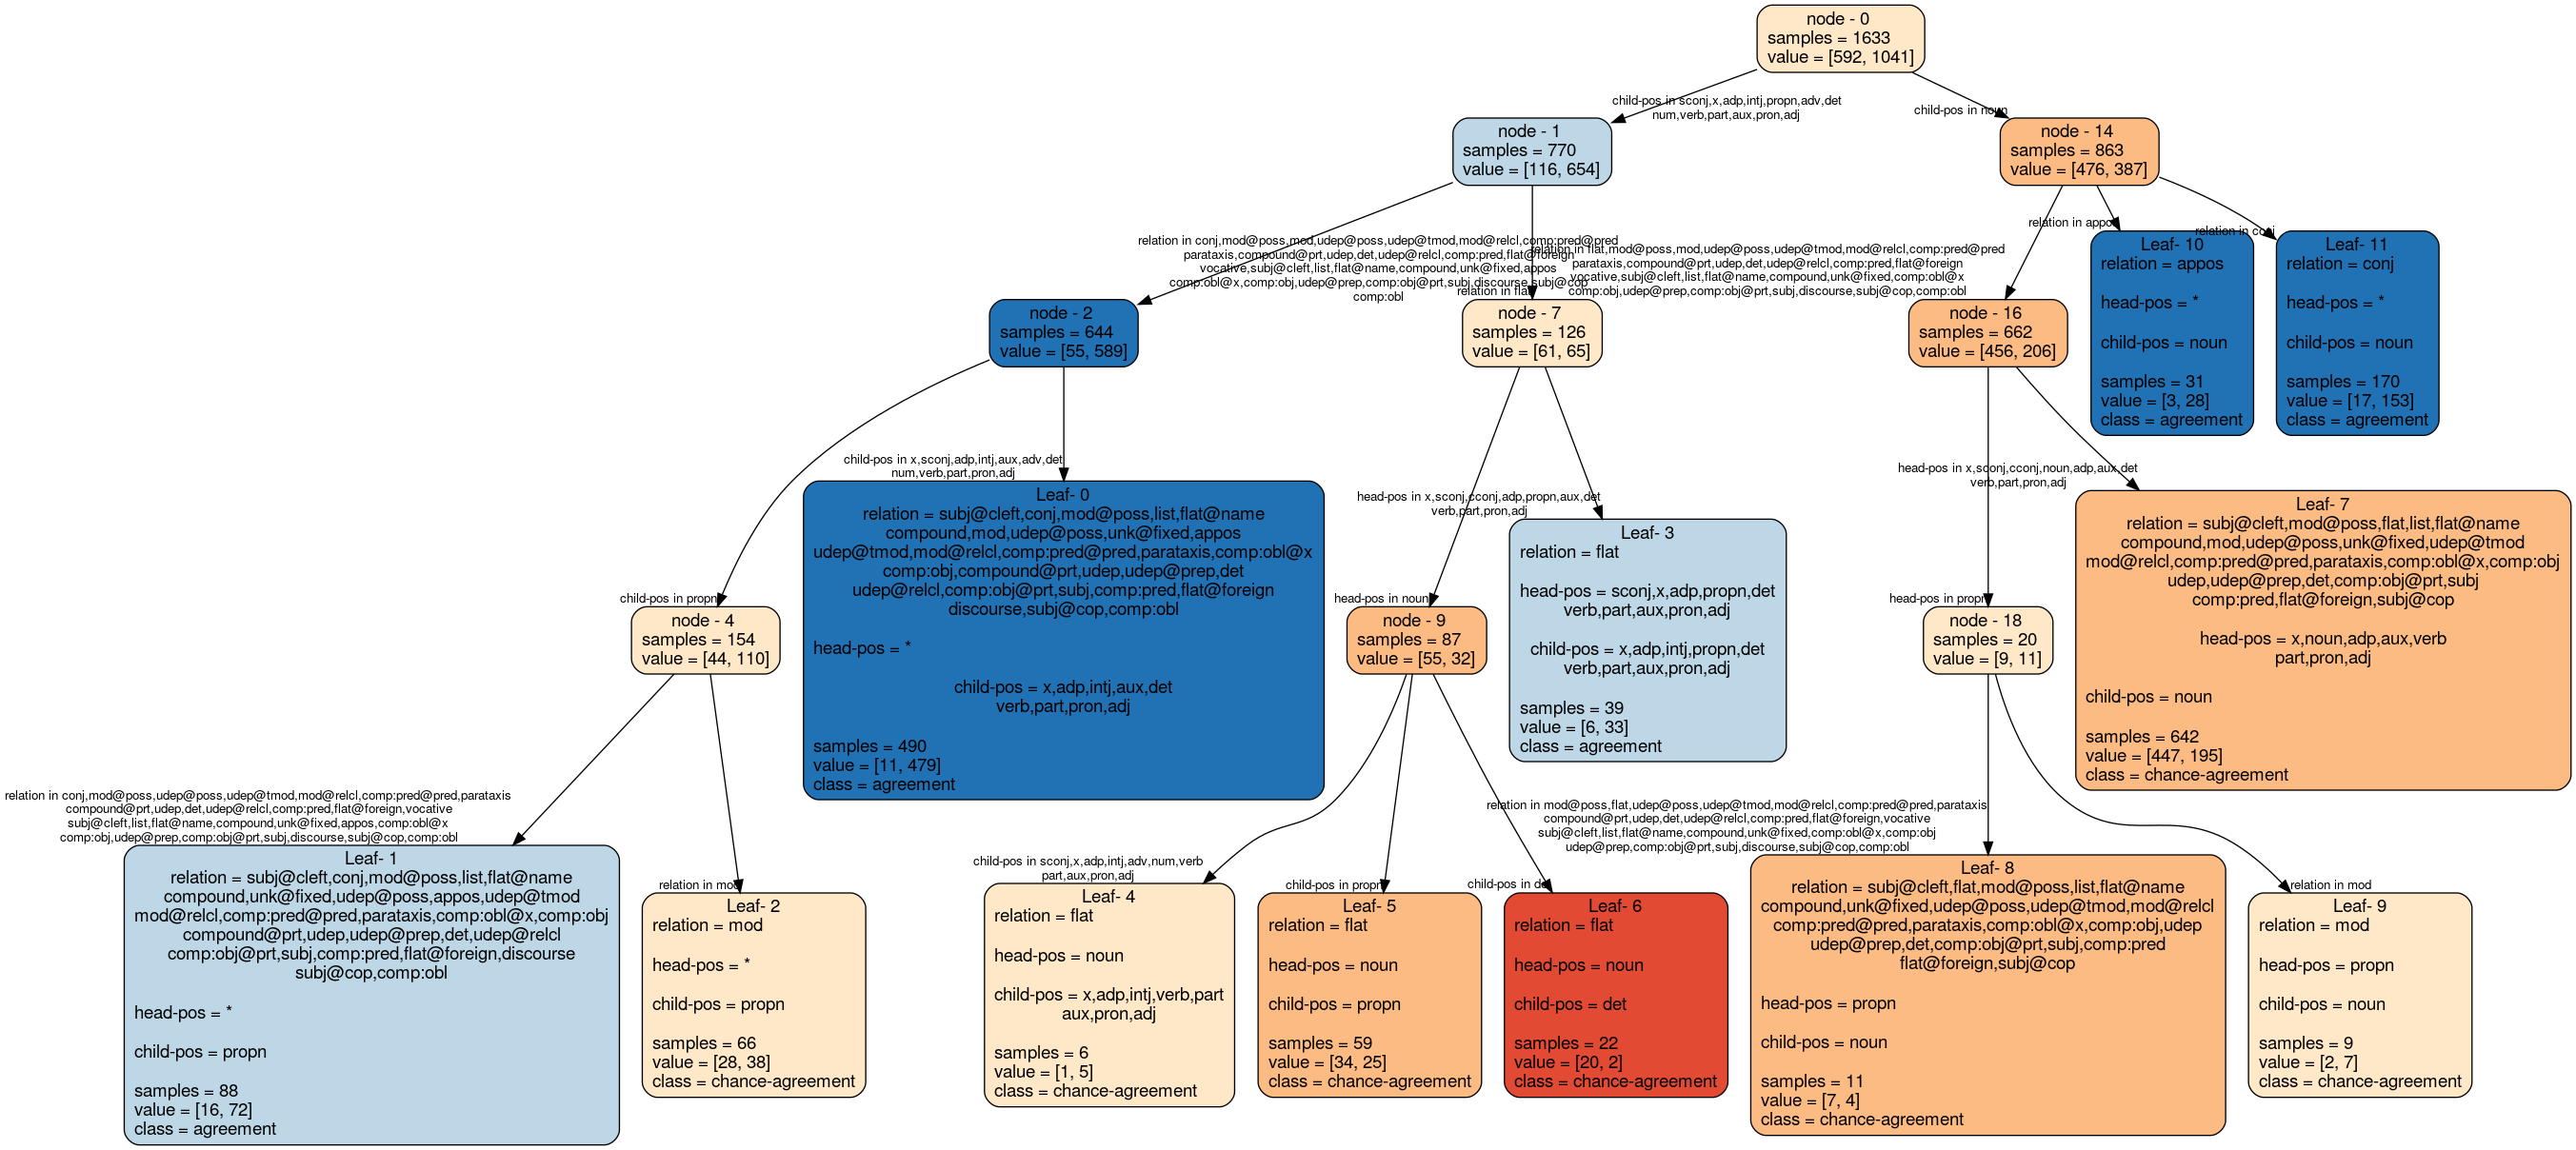 node - 0
samples = 1633
value = [592, 1041]
child-pos in sconj,x,adp,intj,propn,adv,det
num,verb,part,aux,pron,adj
child-pos in noun
node - 1
samples = 770
value = [116, 654]
node - 14
samples = 863
value = [476, 387]
relation in conj,mod@poss,mod,udep@poss,udep@tmod,mod@relcl,comp:pred@pred
parataxis,compound@prt,udep,det,udep@relcl,comp:pred,flat@foreign
vocative,subj@cleft,list,flat@name,compound,unk@fixed,appos
comp:obl@x,comp:obj,udep@prep,comp:obj@prt,subj,discourse,subj@cop
comp:obl
relation in flat
relation in flat,mod@poss,mod,udep@poss,udep@tmod,mod@relcl,comp:pred@pred
parataxis,compound@prt,udep,det,udep@relcl,comp:pred,flat@foreign
vocative,subj@cleft,list,flat@name,compound,unk@fixed,comp:obl@x
comp:obj,udep@prep,comp:obj@prt,subj,discourse,subj@cop,comp:obl
relation in appos
relation in conj
node - 2
samples = 644
value = [55, 589]
node - 7
samples = 126
value = [61, 65]
node - 16
samples = 662
value = [456, 206]
Leaf- 10
relation = appos
head-pos = *
child-pos = noun
samples = 31
value = [3, 28]
class = agreement
Leaf- 11
relation = conj
head-pos = *
child-pos = noun
samples = 170
value = [17, 153]
class = agreement
child-pos in propn
child-pos in x,sconj,adp,intj,aux,adv,det
num,verb,part,pron,adj
head-pos in noun
head-pos in x,sconj,cconj,adp,propn,aux,det
verb,part,pron,adj
head-pos in propn
head-pos in x,sconj,cconj,noun,adp,aux,det
verb,part,pron,adj
node - 4
samples = 154
value = [44, 110]
Leaf- 0
relation = subj@cleft,conj,mod@poss,list,flat@name
compound,mod,udep@poss,unk@fixed,appos
udep@tmod,mod@relcl,comp:pred@pred,parataxis,comp:obl@x
comp:obj,compound@prt,udep,udep@prep,det
udep@relcl,comp:obj@prt,subj,comp:pred,flat@foreign
discourse,subj@cop,comp:obl
head-pos = *
child-pos = x,adp,intj,aux,det
verb,part,pron,adj
samples = 490
value = [11, 479]
class = agreement
node - 9
samples = 87
value = [55, 32]
Leaf- 3
relation = flat
head-pos = sconj,x,adp,propn,det
verb,part,aux,pron,adj
child-pos = x,adp,intj,propn,det
verb,part,aux,pron,adj
samples = 39
value = [6, 33]
class = agreement
node - 18
samples = 20
value = [9, 11]
Leaf- 7
relation = subj@cleft,mod@poss,flat,list,flat@name
compound,mod,udep@poss,unk@fixed,udep@tmod
mod@relcl,comp:pred@pred,parataxis,comp:obl@x,comp:obj
udep,udep@prep,det,comp:obj@prt,subj
comp:pred,flat@foreign,subj@cop
head-pos = x,noun,adp,aux,verb
part,pron,adj
child-pos = noun
samples = 642
value = [447, 195]
class = chance-agreement
relation in conj,mod@poss,udep@poss,udep@tmod,mod@relcl,comp:pred@pred,parataxis
compound@prt,udep,det,udep@relcl,comp:pred,flat@foreign,vocative
subj@cleft,list,flat@name,compound,unk@fixed,appos,comp:obl@x
comp:obj,udep@prep,comp:obj@prt,subj,discourse,subj@cop,comp:obl
relation in mod
child-pos in sconj,x,adp,intj,adv,num,verb
part,aux,pron,adj
child-pos in propn
child-pos in det
relation in mod@poss,flat,udep@poss,udep@tmod,mod@relcl,comp:pred@pred,parataxis
compound@prt,udep,det,udep@relcl,comp:pred,flat@foreign,vocative
subj@cleft,list,flat@name,compound,unk@fixed,comp:obl@x,comp:obj
udep@prep,comp:obj@prt,subj,discourse,subj@cop,comp:obl
relation in mod
Leaf- 1
relation = subj@cleft,conj,mod@poss,list,flat@name
compound,unk@fixed,udep@poss,appos,udep@tmod
mod@relcl,comp:pred@pred,parataxis,comp:obl@x,comp:obj
compound@prt,udep,udep@prep,det,udep@relcl
comp:obj@prt,subj,comp:pred,flat@foreign,discourse
subj@cop,comp:obl
head-pos = *
child-pos = propn
samples = 88
value = [16, 72]
class = agreement
Leaf- 2
relation = mod
head-pos = *
child-pos = propn
samples = 66
value = [28, 38]
class = chance-agreement
Leaf- 4
relation = flat
head-pos = noun
child-pos = x,adp,intj,verb,part
aux,pron,adj
samples = 6
value = [1, 5]
class = chance-agreement
Leaf- 5
relation = flat
head-pos = noun
child-pos = propn
samples = 59
value = [34, 25]
class = chance-agreement
Leaf- 6
relation = flat
head-pos = noun
child-pos = det
samples = 22
value = [20, 2]
class = chance-agreement
Leaf- 8
relation = subj@cleft,flat,mod@poss,list,flat@name
compound,unk@fixed,udep@poss,udep@tmod,mod@relcl
comp:pred@pred,parataxis,comp:obl@x,comp:obj,udep
udep@prep,det,comp:obj@prt,subj,comp:pred
flat@foreign,subj@cop
head-pos = propn
child-pos = noun
samples = 11
value = [7, 4]
class = chance-agreement
Leaf- 9
relation = mod
head-pos = propn
child-pos = noun
samples = 9
value = [2, 7]
class = chance-agreement